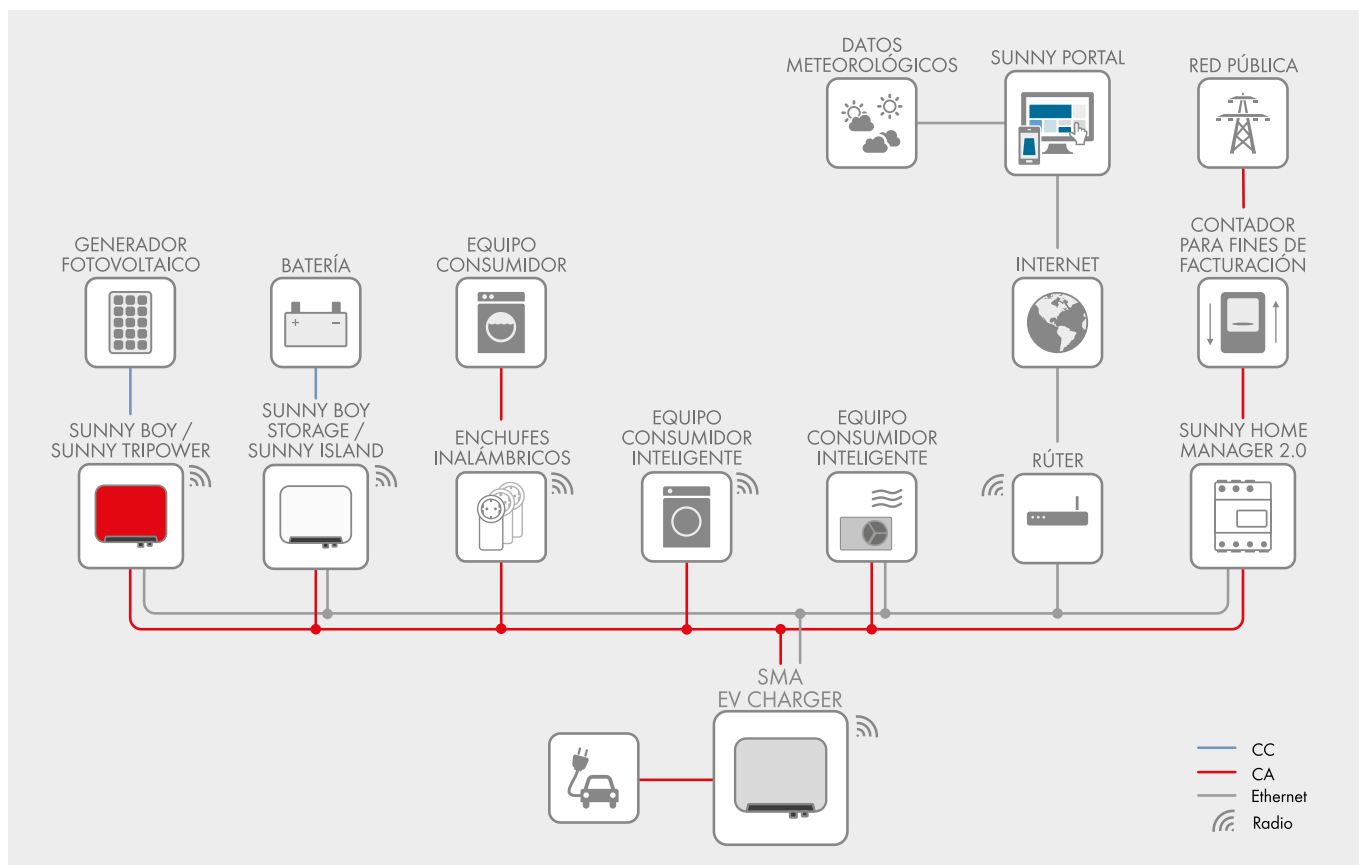 DATOS
METEOROLÓGICOS
SUNNY PORTAL
RED PÚBLICA
GENERADOR
FOTOVOLTAICO
BATERÍA
EQUIPO
CONSUMIDOR
INTERNET
CONTADOR
PARA FINES DE
FACTURACIÓN
+ −
SUNNY BOY /
SUNNY TRIPOWER
SUNNY BOY
STORAGE /
SUNNY ISLAND
ENCHUFES
INALÁMBRICOS
EQUIPO
CONSUMIDOR
INTELIGENTE
EQUIPO
CONSUMIDOR
INTELIGENTE
RÚTER
SUNNY HOME
MANAGER 2.0
SMA
EV CHARGER
CC
CA
Ethernet
Radio